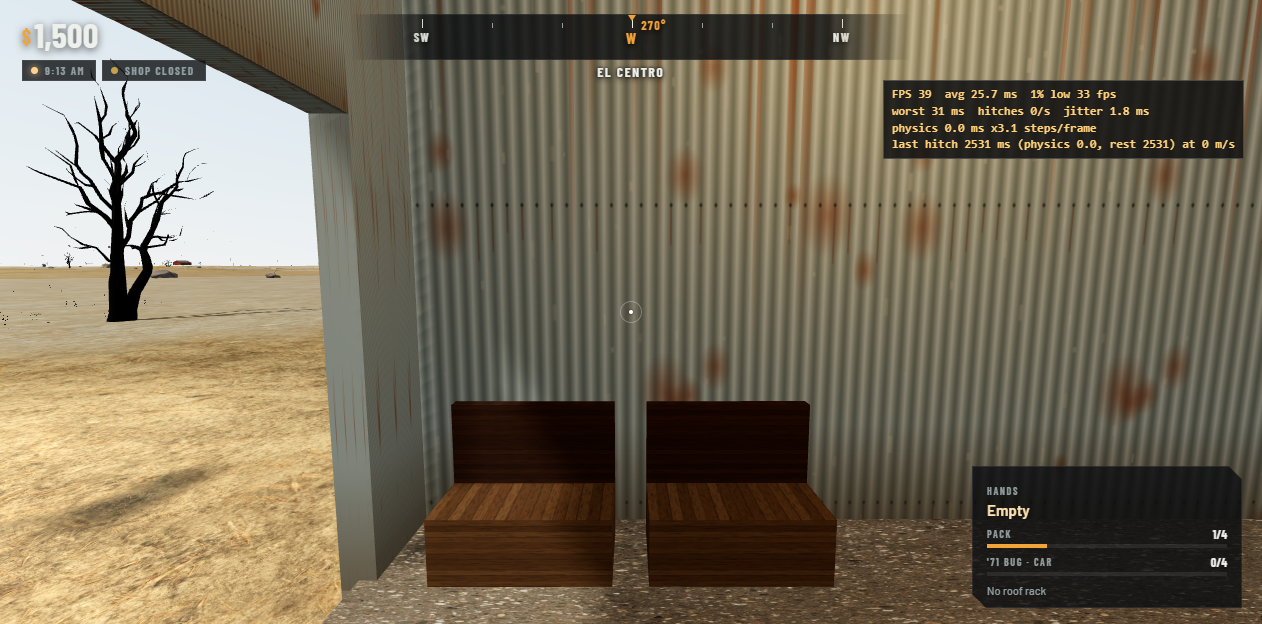 $1,500
9:13 AM
SHOP CLOSED
SW
W
270°
NW
EL CENTRO
FPS 39 avg 25.7 ms 1% low 33 fps
worst 31 ms hitches 0/s jitter 1.8 ms
physics 0.0 ms x3.1 steps/frame
last hitch 2531 ms (physics 0.0, rest 2531) at 0 m/s
HANDS
Empty
PACK 1/4
'71 BUG - CAR 0/4
No roof rack